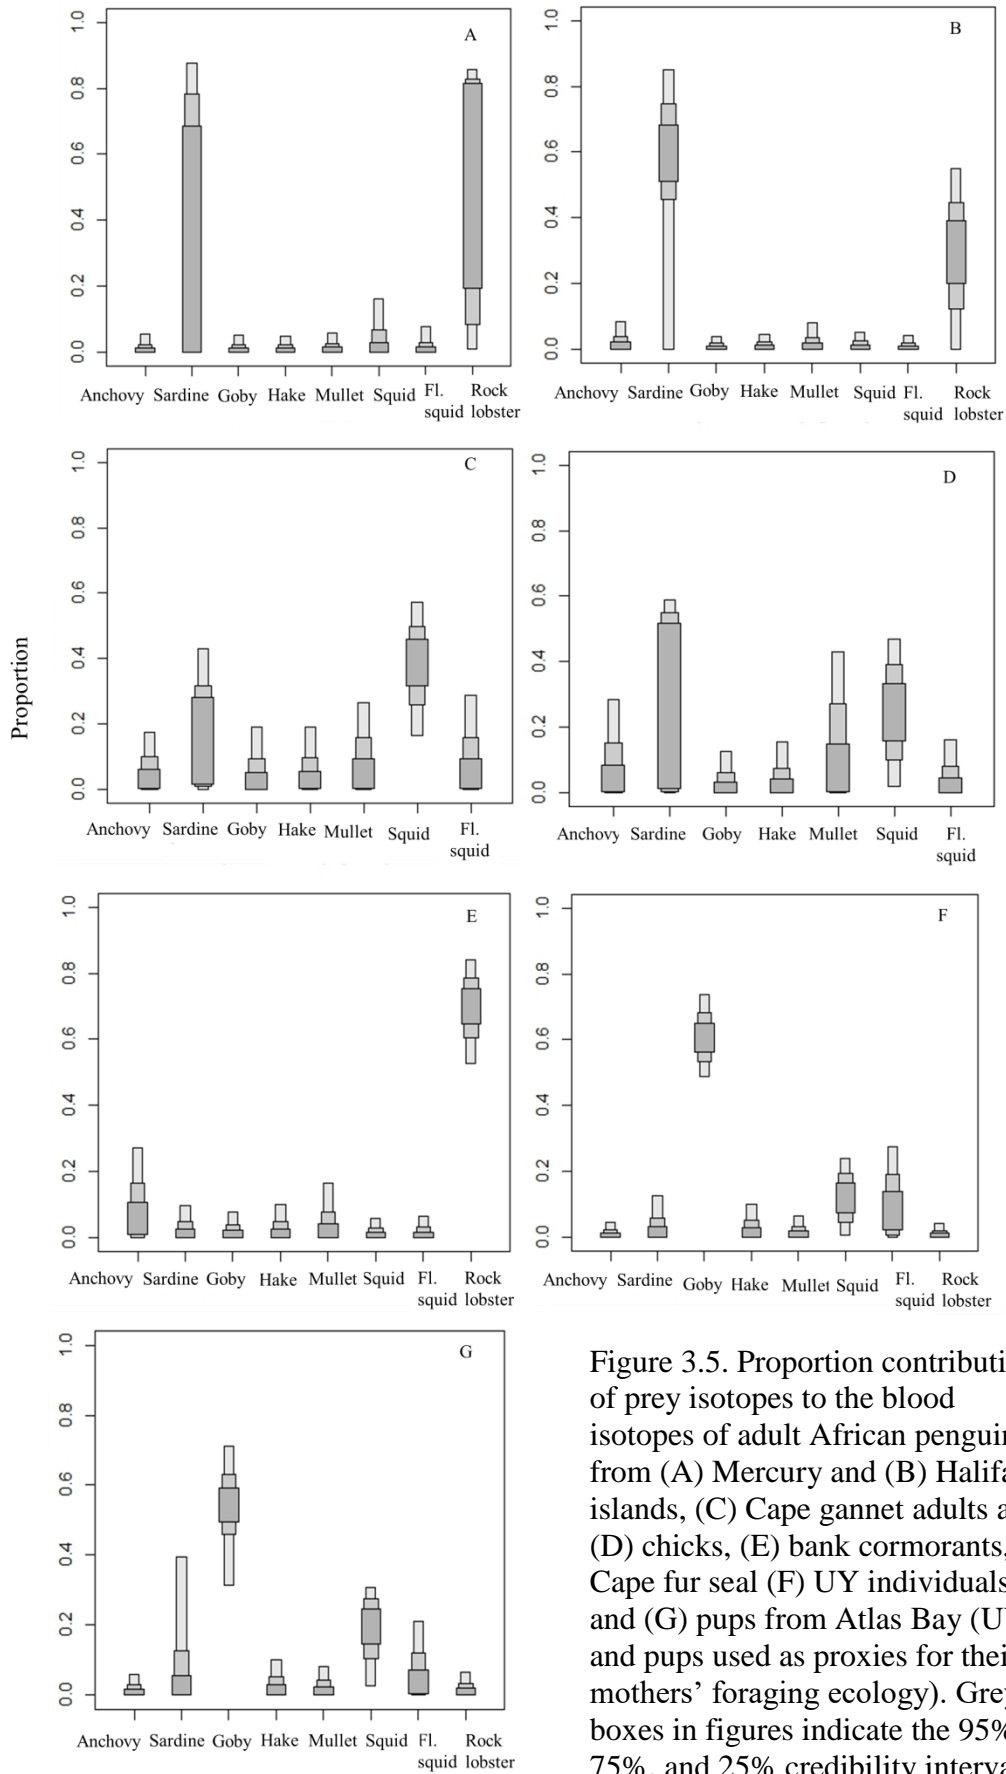 Proportion
1.0
0.8
0.6
0.4
0.2
0.0
A
Anchovy Sardine Goby Hake Mullet Squid Fl. squid Rock lobster
1.0
0.8
0.6
0.4
0.2
0.0
B
Anchovy Sardine Goby Hake Mullet Squid Fl. squid Rock lobster
1.0
0.8
0.6
0.4
0.2
0.0
C
Anchovy Sardine Goby Hake Mullet Squid Fl. squid
1.0
0.8
0.6
0.4
0.2
0.0
D
Anchovy Sardine Goby Hake Mullet Squid Fl. squid
1.0
0.8
0.6
0.4
0.2
0.0
E
Anchovy Sardine Goby Hake Mullet Squid Fl. squid Rock lobster
1.0
0.8
0.6
0.4
0.2
0.0
F
Anchovy Sardine Goby Hake Mullet Squid Fl. squid Rock lobster
1.0
0.8
0.6
0.4
0.2
0.0
G
Anchovy Sardine Goby Hake Mullet Squid Fl. squid Rock lobster
Figure 3.5. Proportion contributi
of prey isotopes to the blood
isotopes of adult African penguin
from (A) Mercury and (B) Halifa
islands, (C) Cape gannet adults a
(D) chicks, (E) bank cormorants,
Cape fur seal (F) UY individuals
and (G) pups from Atlas Bay (U
and pups used as proxies for thei
mothers' foraging ecology). Grey
boxes in figures indicate the 95%
75%, and 25% credibility interva